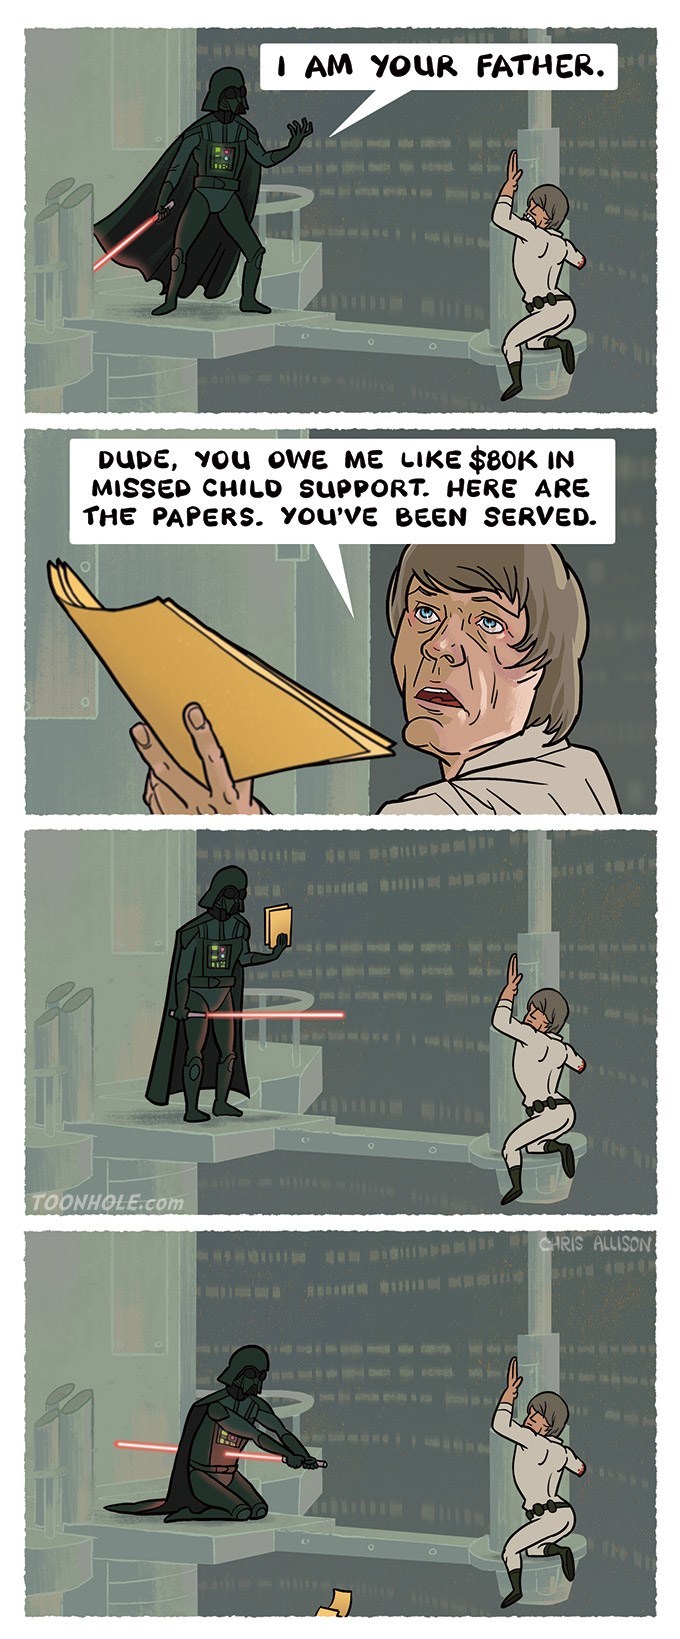 I AM YOUR FATHER.
DUDE, YOU OWE ME LIKE $80K IN
MISSED CHILD SUPPORT. HERE ARE
THE PAPERS. YOU'VE BEEN SERVED.
TOONHOLE.com
CHRIS ALLISON